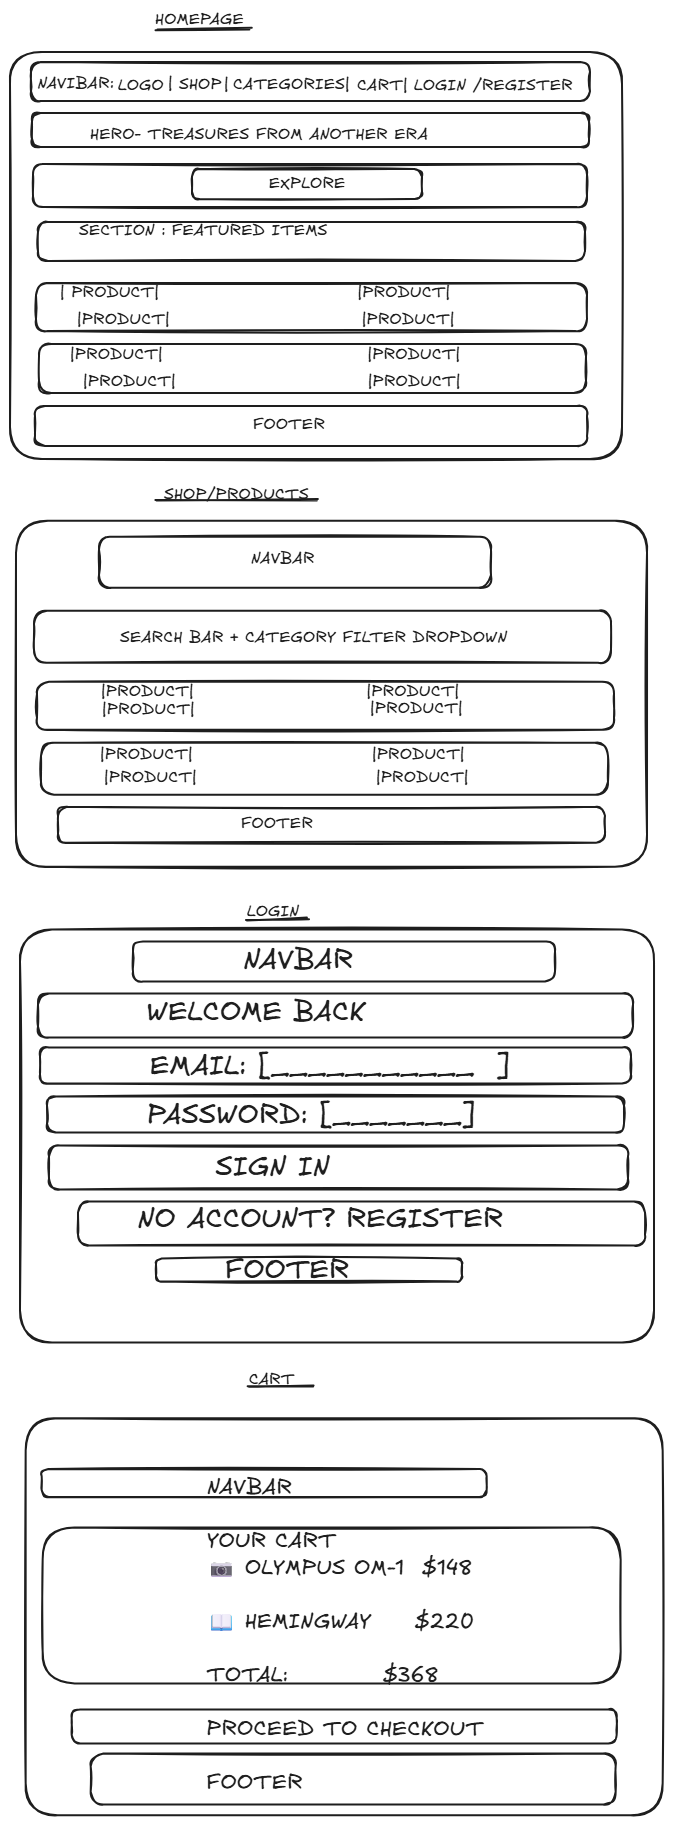 HOMEPAGE
NAVIBAR: LOGO | SHOP| CATEGORIES| CART| LOGIN /REGISTER
HERO- TREASURES FROM ANOTHER ERA
EXPLORE
SECTION : FEATURED ITEMS
| PRODUCT| |PRODUCT|
|PRODUCT| |PRODUCT|
|PRODUCT| |PRODUCT|
|PRODUCT| |PRODUCT|
FOOTER
SHOP/PRODUCTS
NAVBAR
SEARCH BAR + CATEGORY FILTER DROPDOWN
|PRODUCT| |PRODUCT|
|PRODUCT| |PRODUCT|
|PRODUCT| |PRODUCT|
|PRODUCT| |PRODUCT|
FOOTER
LOGIN
NAVBAR
WELCOME BACK
EMAIL: [___________ ]
PASSWORD: [_______]
SIGN IN
NO ACCOUNT? REGISTER
FOOTER
CART
NAVBAR
YOUR CART
📷 OLYMPUS OM-1 $148
📖 HEMINGWAY $220
TOTAL: $368
PROCEED TO CHECKOUT
FOOTER